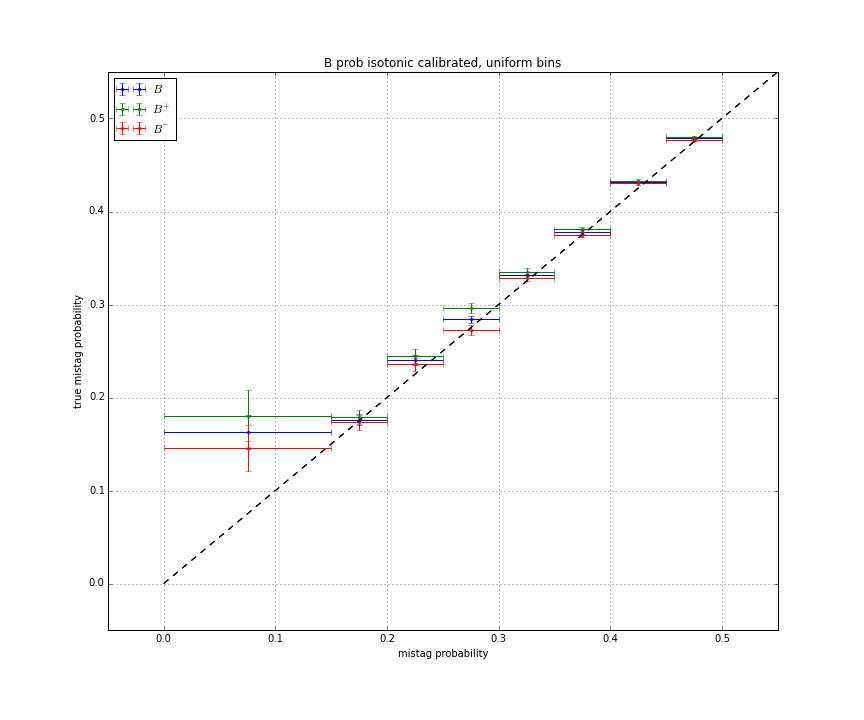 B prob isotonic calibrated, uniform bins
B
B⁺
B⁻
true mistag probability
0.5
0.4
0.3
0.2
0.1
0.0
0.0 0.1 0.2 0.3 0.4 0.5
mistag probability